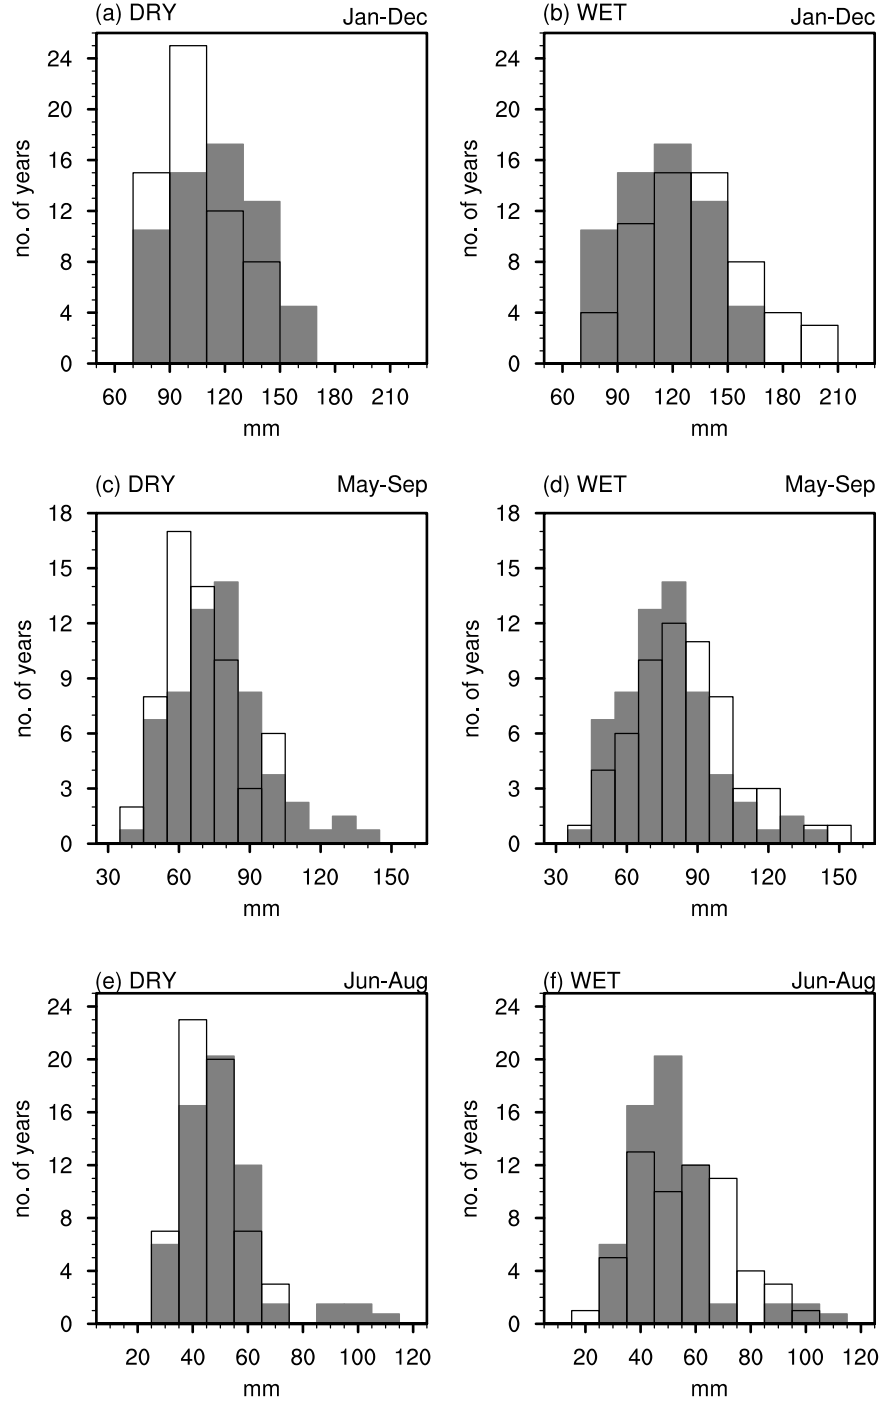 (a) DRY Jan-Dec
24
20
16
12
8
4
0
no. of years
60 90 120 150 180 210
mm
(b) WET Jan-Dec
24
20
16
12
8
4
0
no. of years
60 90 120 150 180 210
mm
(c) DRY May-Sep
18
15
12
9
6
3
0
no. of years
30 60 90 120 150
mm
(d) WET May-Sep
18
15
12
9
6
3
0
no. of years
30 60 90 120 150
mm
(e) DRY Jun-Aug
24
20
16
12
8
4
0
no. of years
20 40 60 80 100 120
mm
(f) WET Jun-Aug
24
20
16
12
8
4
0
no. of years
20 40 60 80 100 120
mm